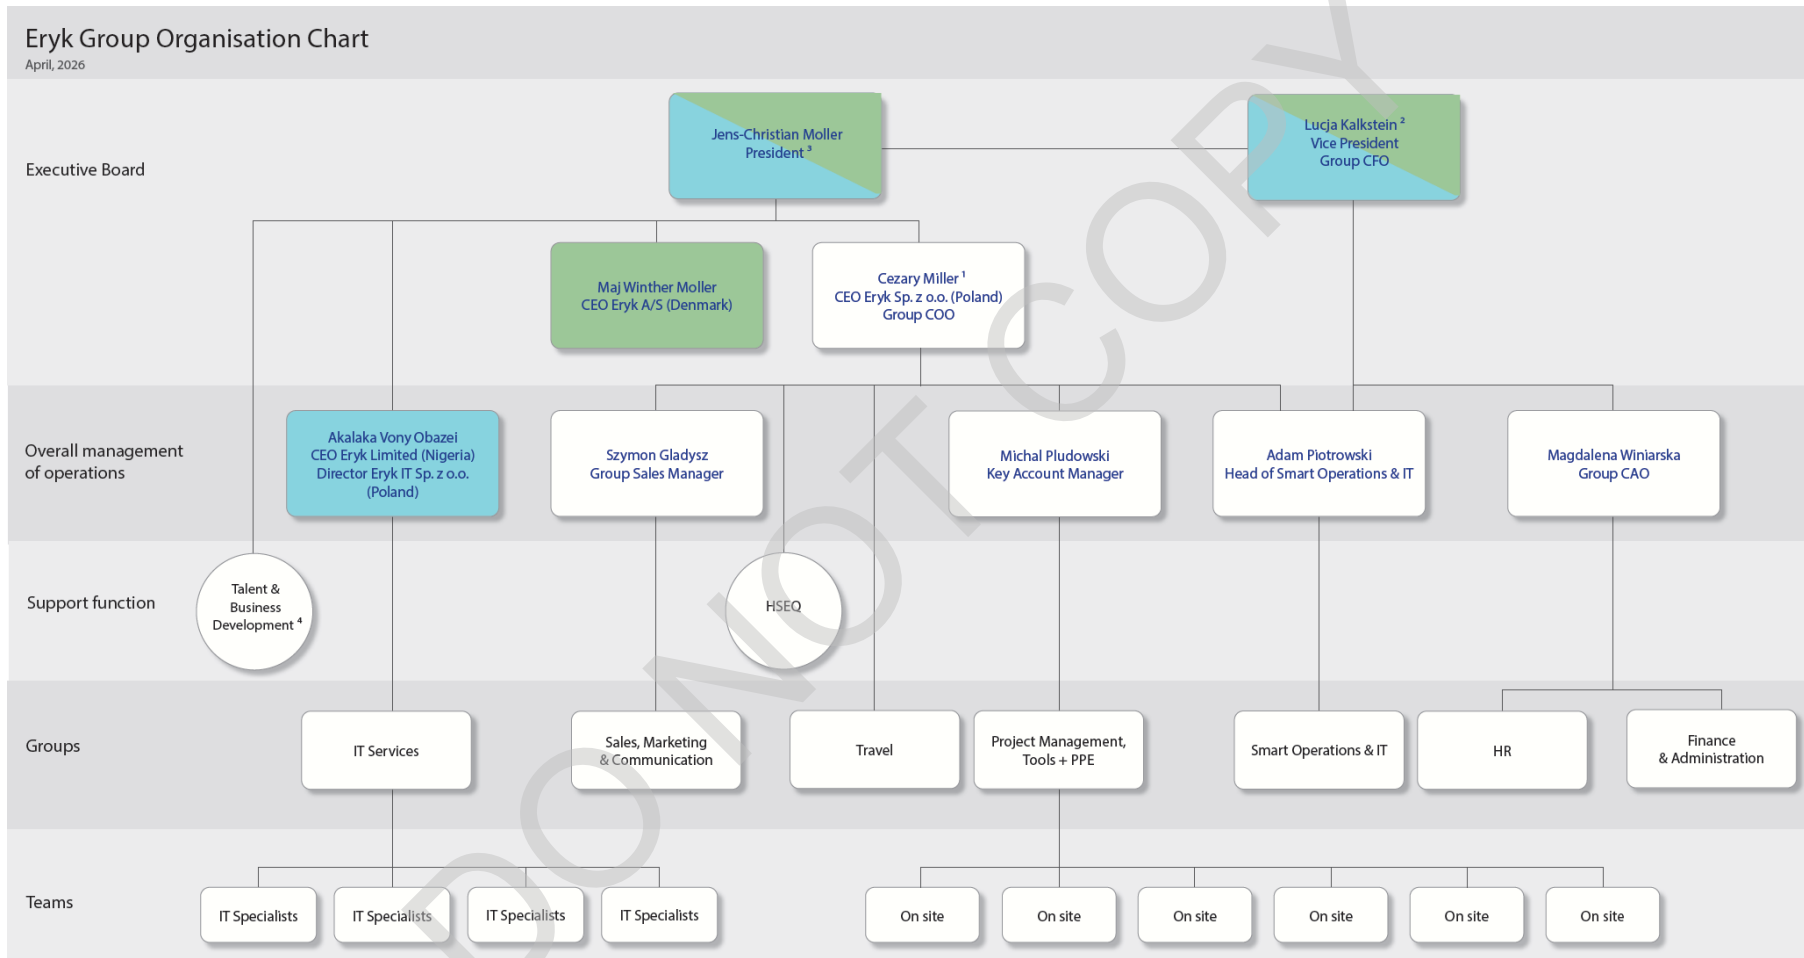 Eryk Group Organisation Chart
April, 2026
Executive Board
Jens-Christian Moller
President ³
Lucja Kalkstein ²
Vice President
Group CFO
Maj Winther Moller
CEO Eryk A/S (Denmark)
Cezary Miller ¹
CEO Eryk Sp. z o.o. (Poland)
Group COO
Overall management
of operations
Akalaka Vony Obazei
CEO Eryk Limited (Nigeria)
Director Eryk IT Sp. z o.o.
(Poland)
Szymon Gladysz
Group Sales Manager
Michal Pludowski
Key Account Manager
Adam Piotrowski
Head of Smart Operations & IT
Magdalena Winiarska
Group CAO
Support function
Talent &
Business
Development ⁴
HSEQ
Groups
IT Services
Sales, Marketing
& Communication
Travel
Project Management,
Tools + PPE
Smart Operations & IT
HR
Finance
& Administration
Teams
IT Specialists
IT Specialists
IT Specialists
IT Specialists
On site
On site
On site
On site
On site
On site
DO NOT COPY